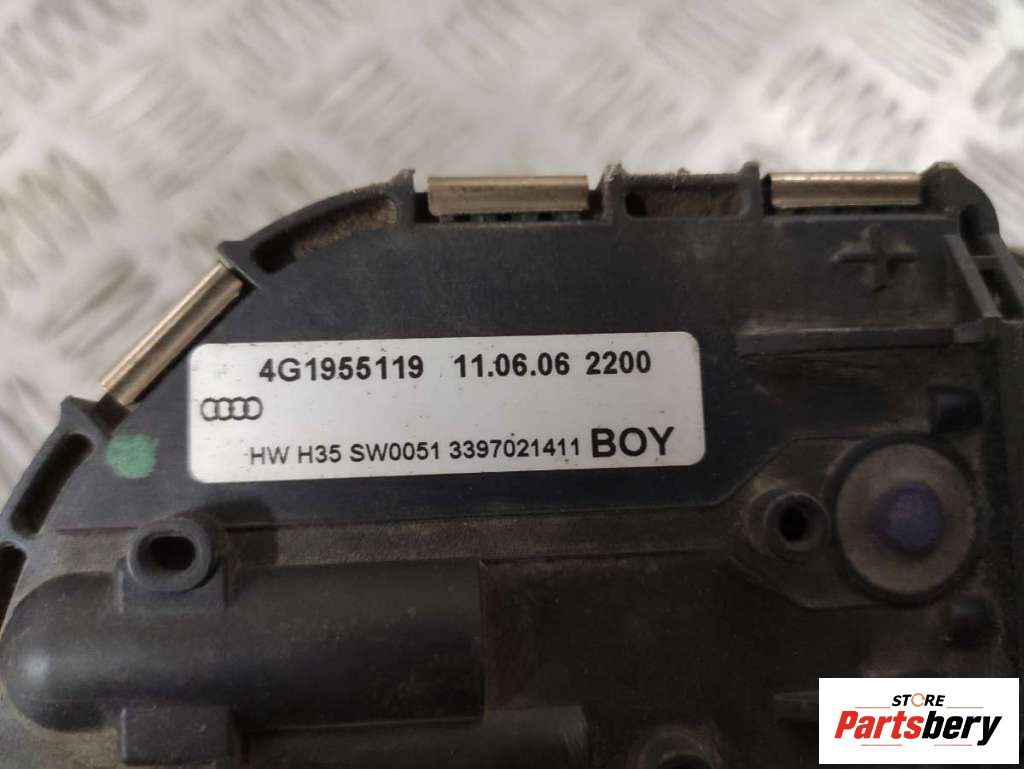 4G1955119 11.06.06 2200
HW H35 SW0051 3397021411 BOY
STORE
Partsbery